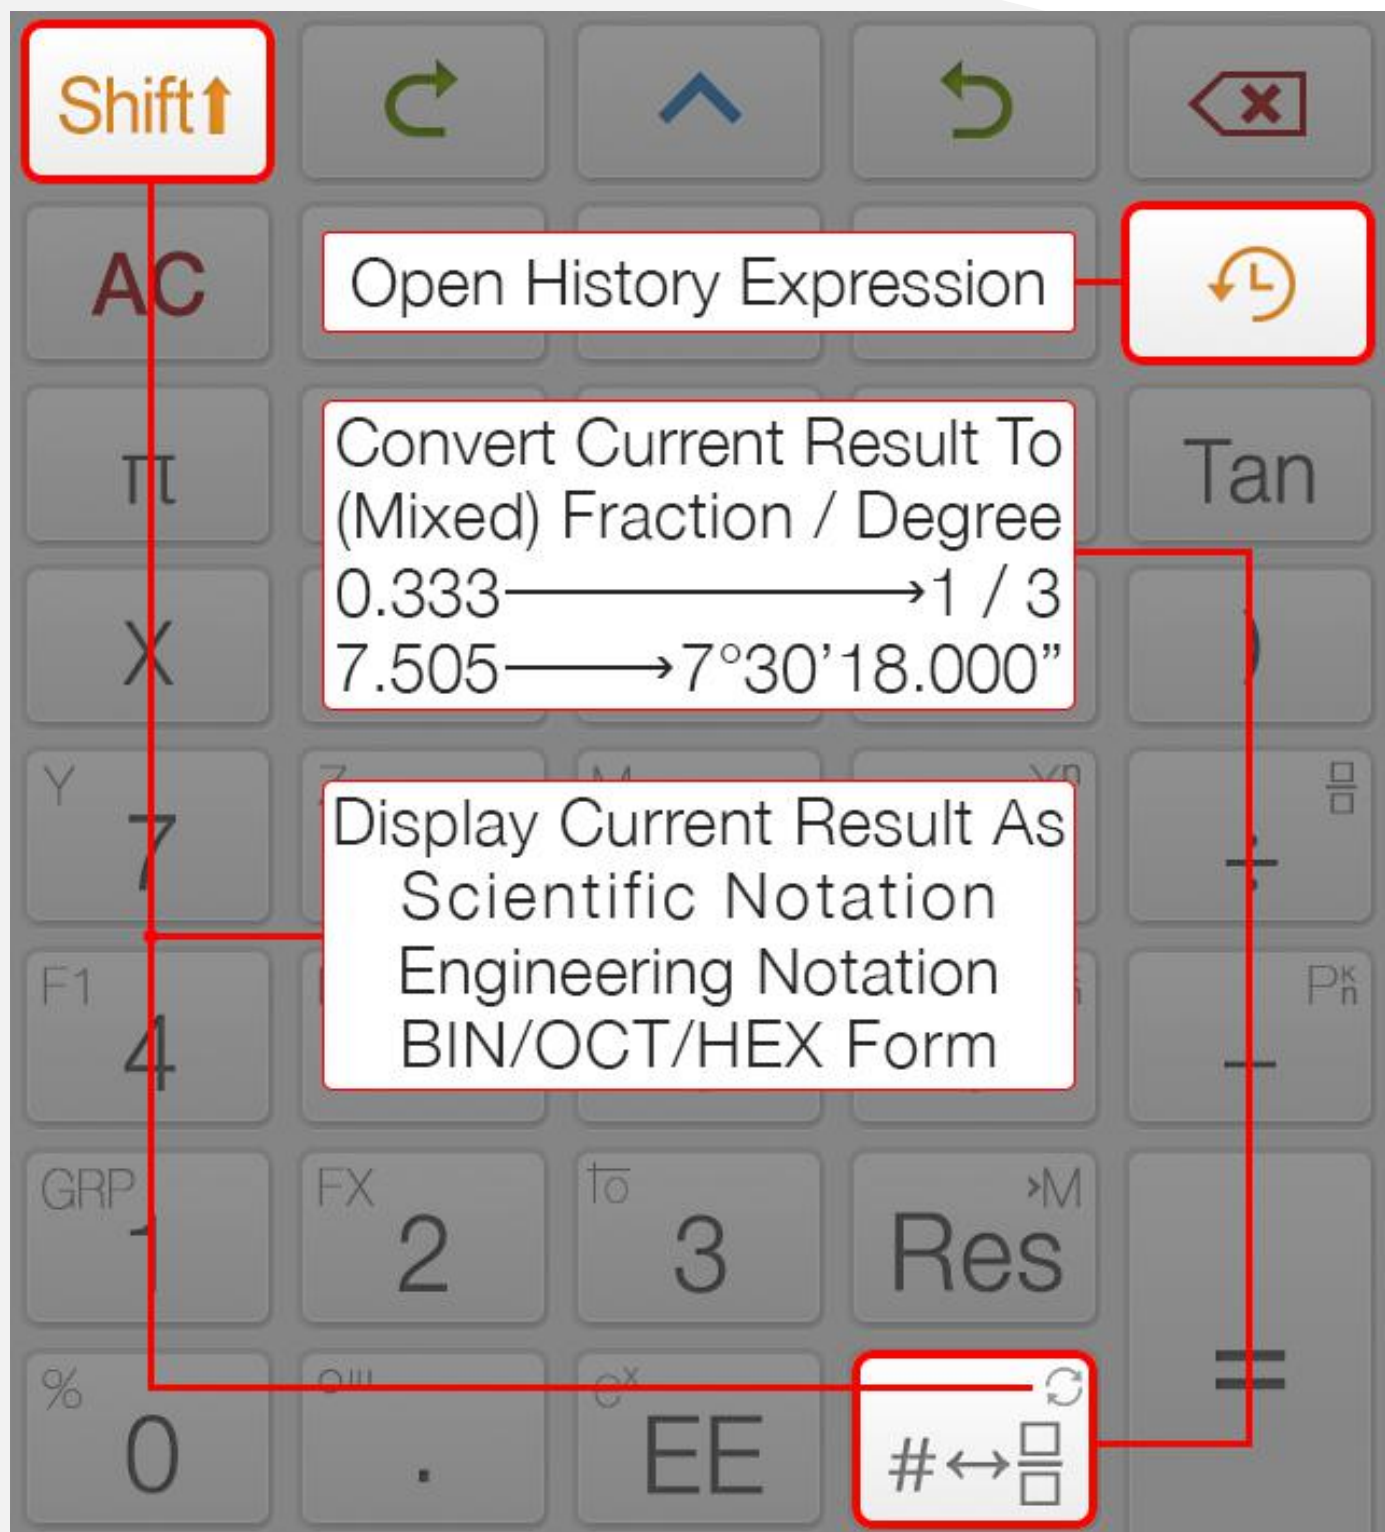 Shift
AC
Open History Expression
π
Convert Current Result To
(Mixed) Fraction / Degree
0.333→1 / 3
7.505→7°30’18.000”
Tan
X
)
Y
7
÷
Display Current Result As
Scientific Notation
Engineering Notation
BIN/OCT/HEX Form
F1
4
–
GRP
1
FX
2
3
>M
Res
=
%
0
°'''
.
eˣ
EE
#↔